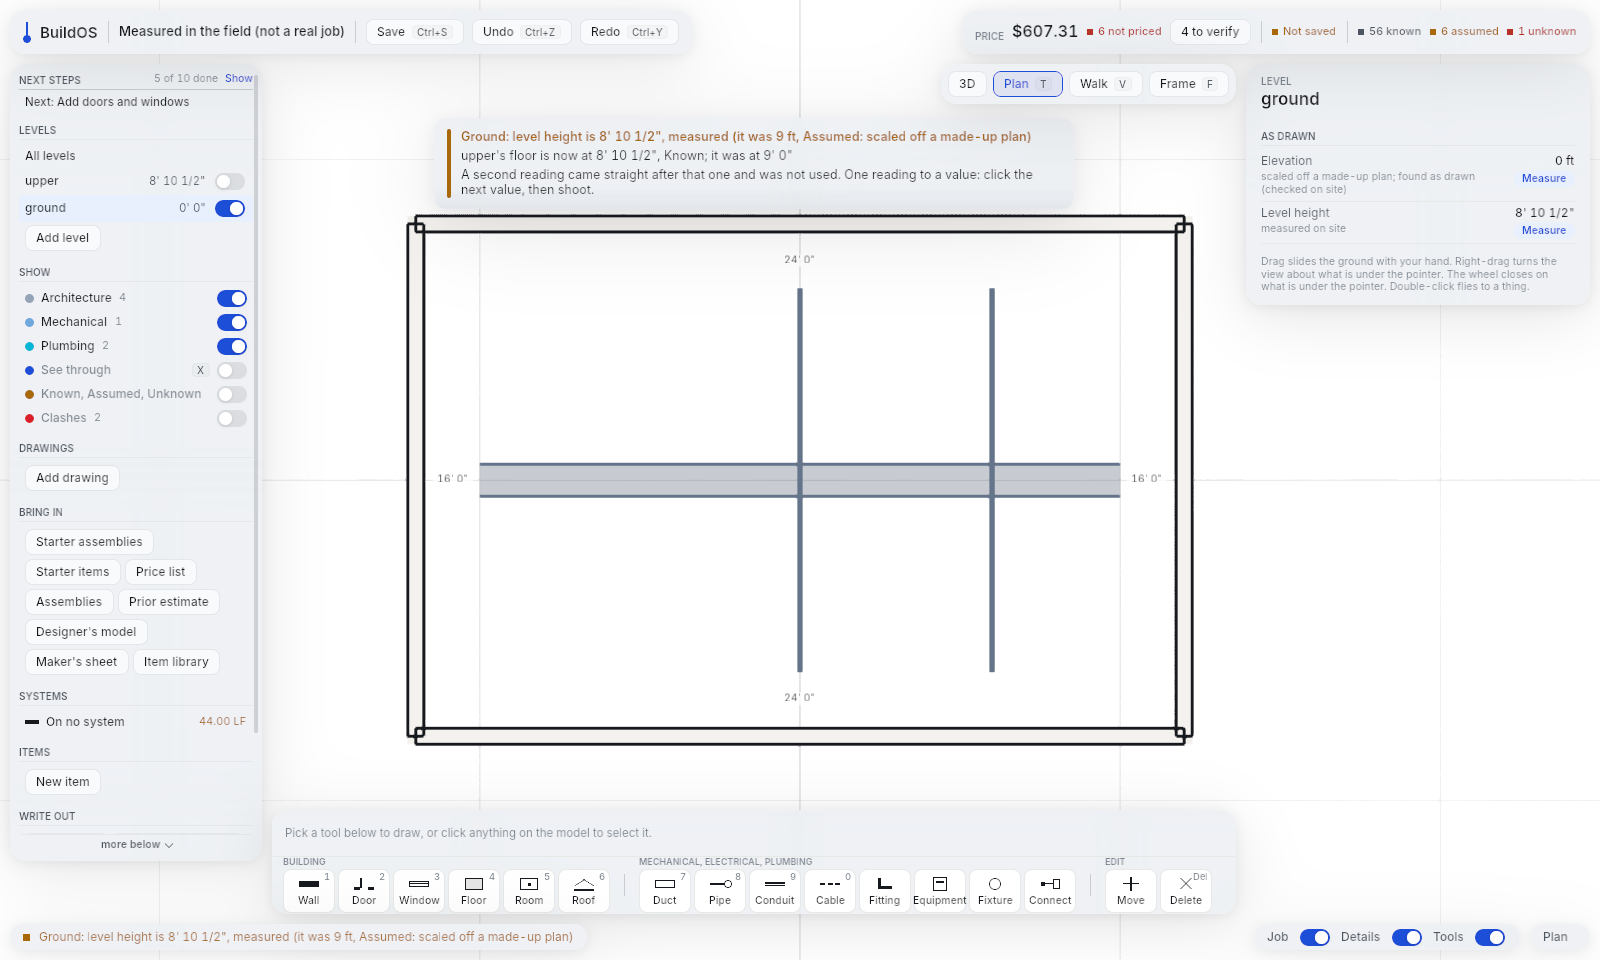 BuildOS
Measured in the field (not a real job)
Save Ctrl+S
Undo Ctrl+Z
Redo Ctrl+Y
PRICE $607.31
6 not priced
4 to verify
Not saved
56 known
6 assumed
1 unknown
NEXT STEPS
5 of 10 done
Show
Next: Add doors and windows
LEVELS
All levels
upper 8' 10 1/2"
ground 0' 0"
Add level
SHOW
Architecture 4
Mechanical 1
Plumbing 2
See through X
Known, Assumed, Unknown
Clashes 2
DRAWINGS
Add drawing
BRING IN
Starter assemblies
Starter items
Price list
Assemblies
Prior estimate
Designer's model
Maker's sheet
Item library
SYSTEMS
On no system 44.00 LF
ITEMS
New item
WRITE OUT
more below
3D
Plan T
Walk V
Frame F
Ground: level height is 8' 10 1/2", measured (it was 9 ft, Assumed: scaled off a made-up plan)
upper's floor is now at 8' 10 1/2", Known; it was at 9' 0"
A second reading came straight after that one and was not used. One reading to a value: click the
next value, then shoot.
24' 0"
16' 0"
16' 0"
24' 0"
LEVEL
ground
AS DRAWN
Elevation 0 ft
scaled off a made-up plan; found as drawn
(checked on site)
Measure
Level height 8' 10 1/2"
measured on site
Measure
Drag slides the ground with your hand. Right-drag turns the
view about what is under the pointer. The wheel closes on
what is under the pointer. Double-click flies to a thing.
Pick a tool below to draw, or click anything on the model to select it.
BUILDING
1 Wall
2 Door
3 Window
4 Floor
5 Room
6 Roof
MECHANICAL, ELECTRICAL, PLUMBING
7 Duct
8 Pipe
9 Conduit
0 Cable
Fitting
Equipment
Fixture
Connect
EDIT
Move
Del Delete
Ground: level height is 8' 10 1/2", measured (it was 9 ft, Assumed: scaled off a made-up plan)
Job
Details
Tools
Plan